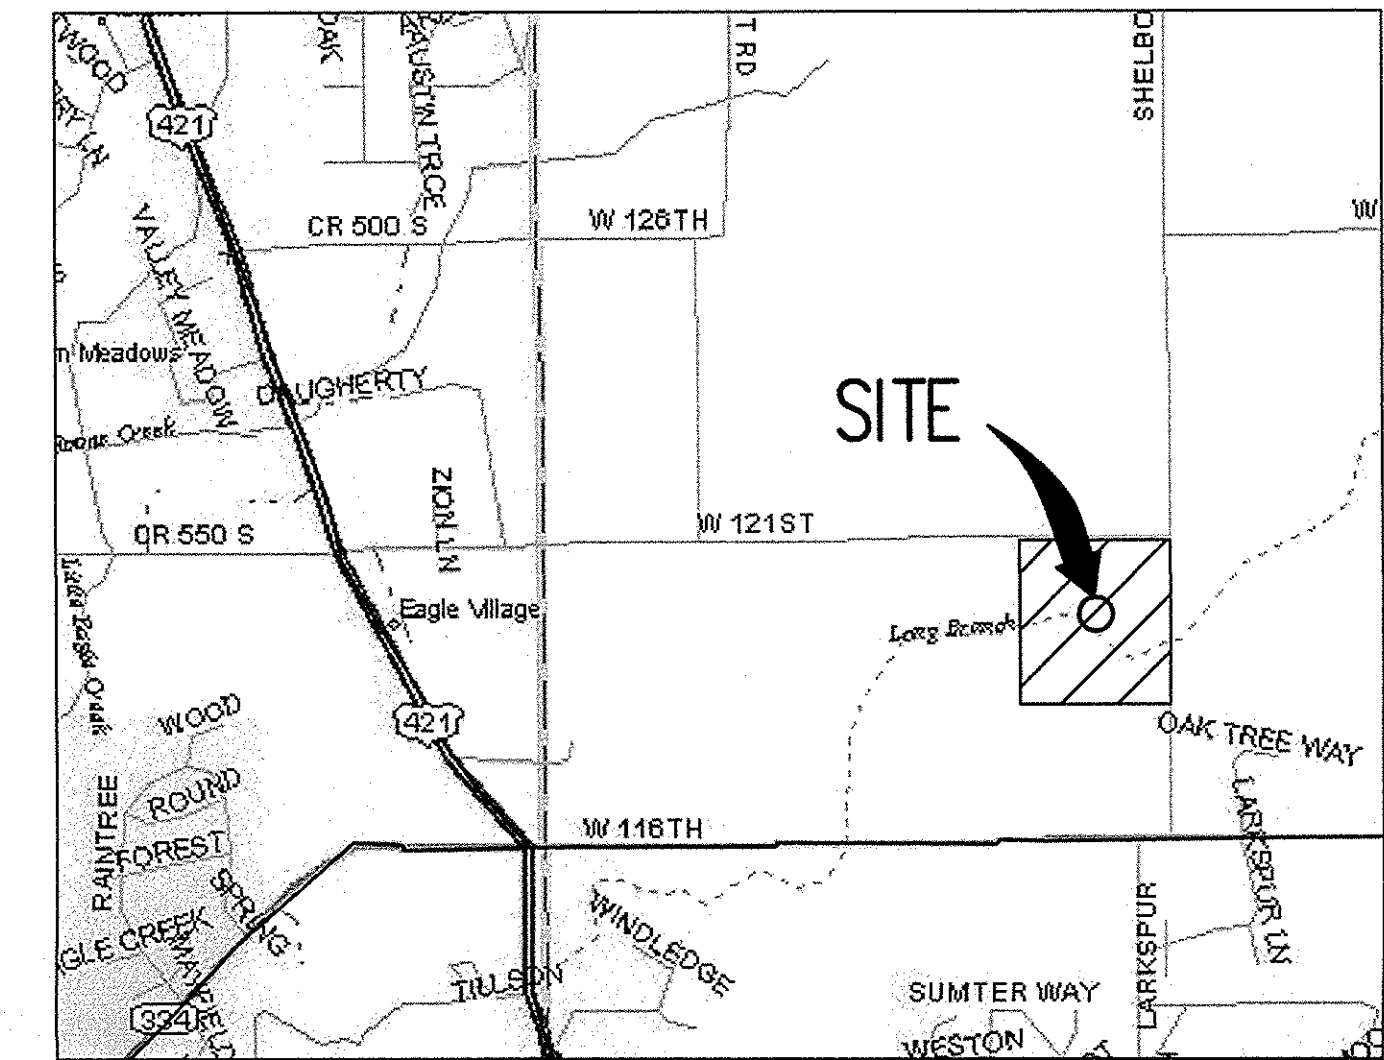 WOOD
OAK
AUSTIN TRCE
T RD
SHELBO
421
RY LN
CR 500 S
W 126TH
W
VALLEY MEADOW
n Meadows
DAUGHERTY
SITE
ZION LN
CR 550 S
W 121ST
Eagle Village
Long Branch
WOOD
421
OAK TREE WAY
RAINTREE
ROUND
FOREST
W 116TH
LARKSPUR LN
SPRING
GLE CREEK
WINDLEDGE
LARKSPUR
TILLSON
SUMTER WAY
334
WESTON